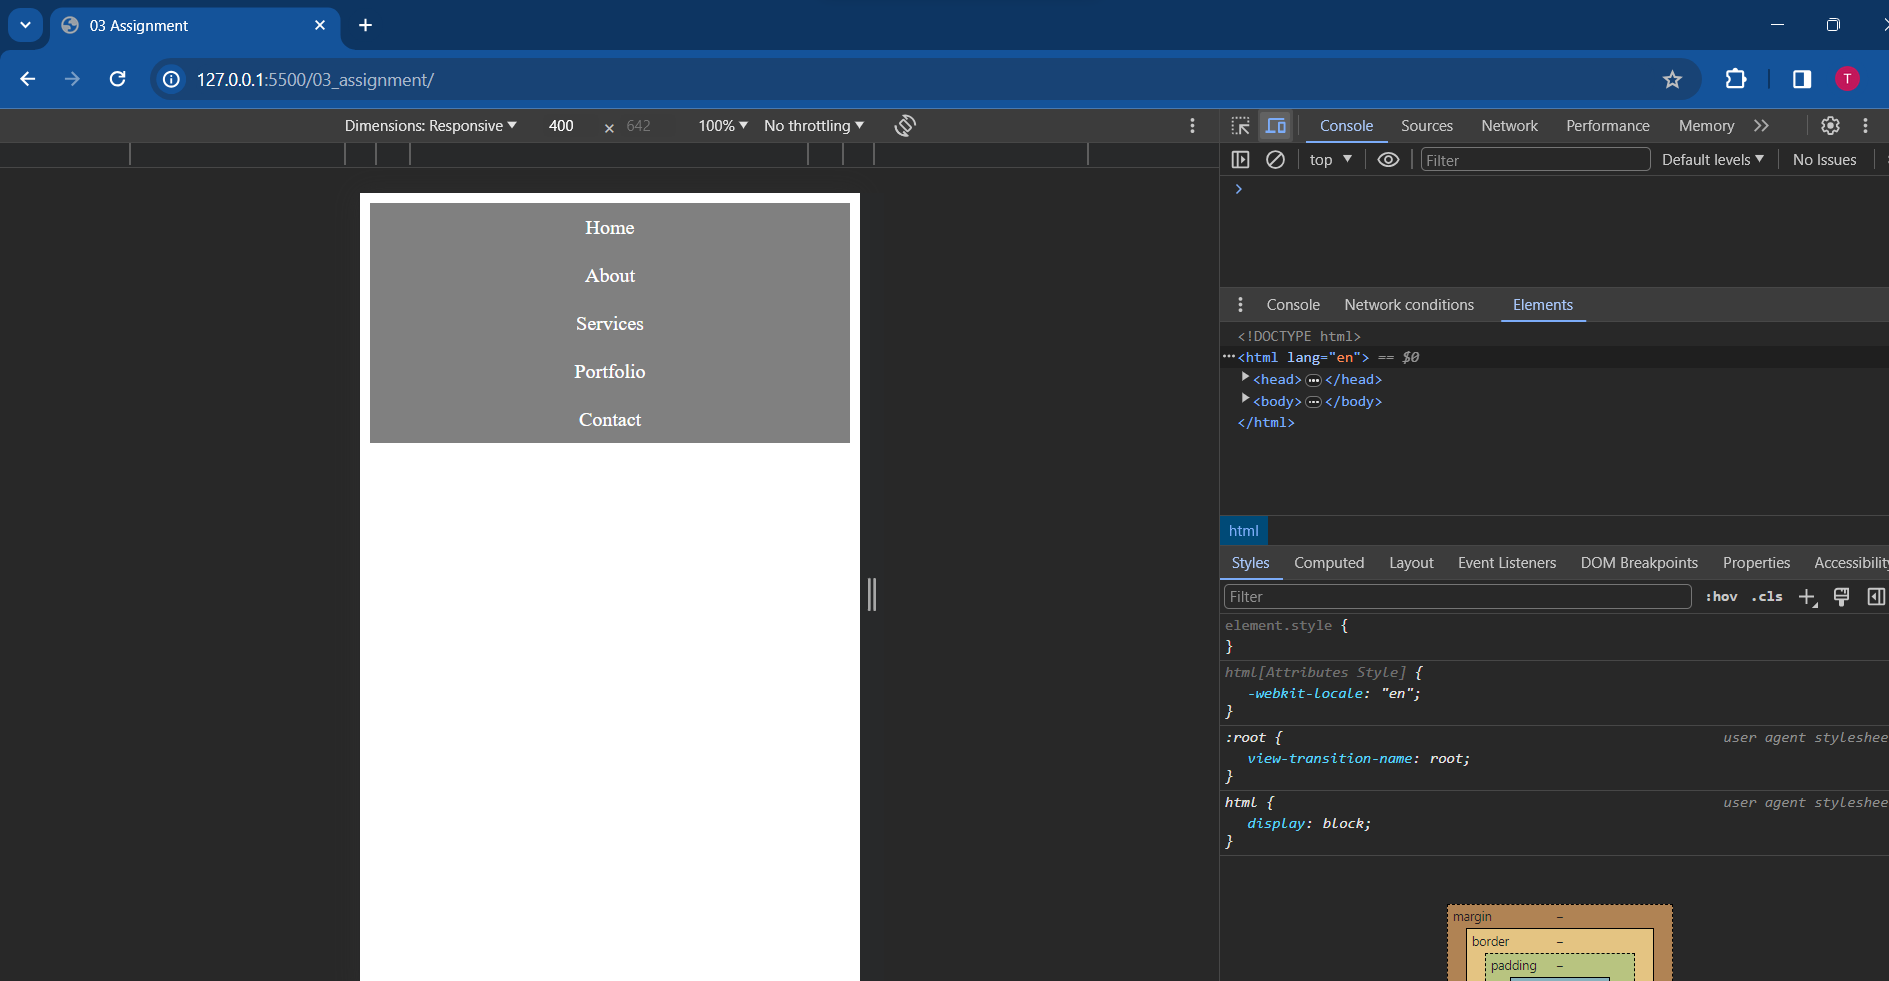 03 Assignment
127.0.0.1:5500/03_assignment/
T
Dimensions: Responsive 400 × 642 100% No throttling
Console Sources Network Performance Memory
top Filter Default levels No Issues
Home
About
Services
Portfolio
Contact
Console Network conditions Elements
<!DOCTYPE html>
<html lang="en"> == $0
<head> </head>
<body> </body>
</html>
html
Styles Computed Layout Event Listeners DOM Breakpoints Properties Accessibility
Filter :hov .cls
element.style {
}
html[Attributes Style] {
-webkit-locale: "en";
}
:root { user agent styleshee
view-transition-name: root;
}
html { user agent styleshee
display: block;
}
margin –
border –
padding –